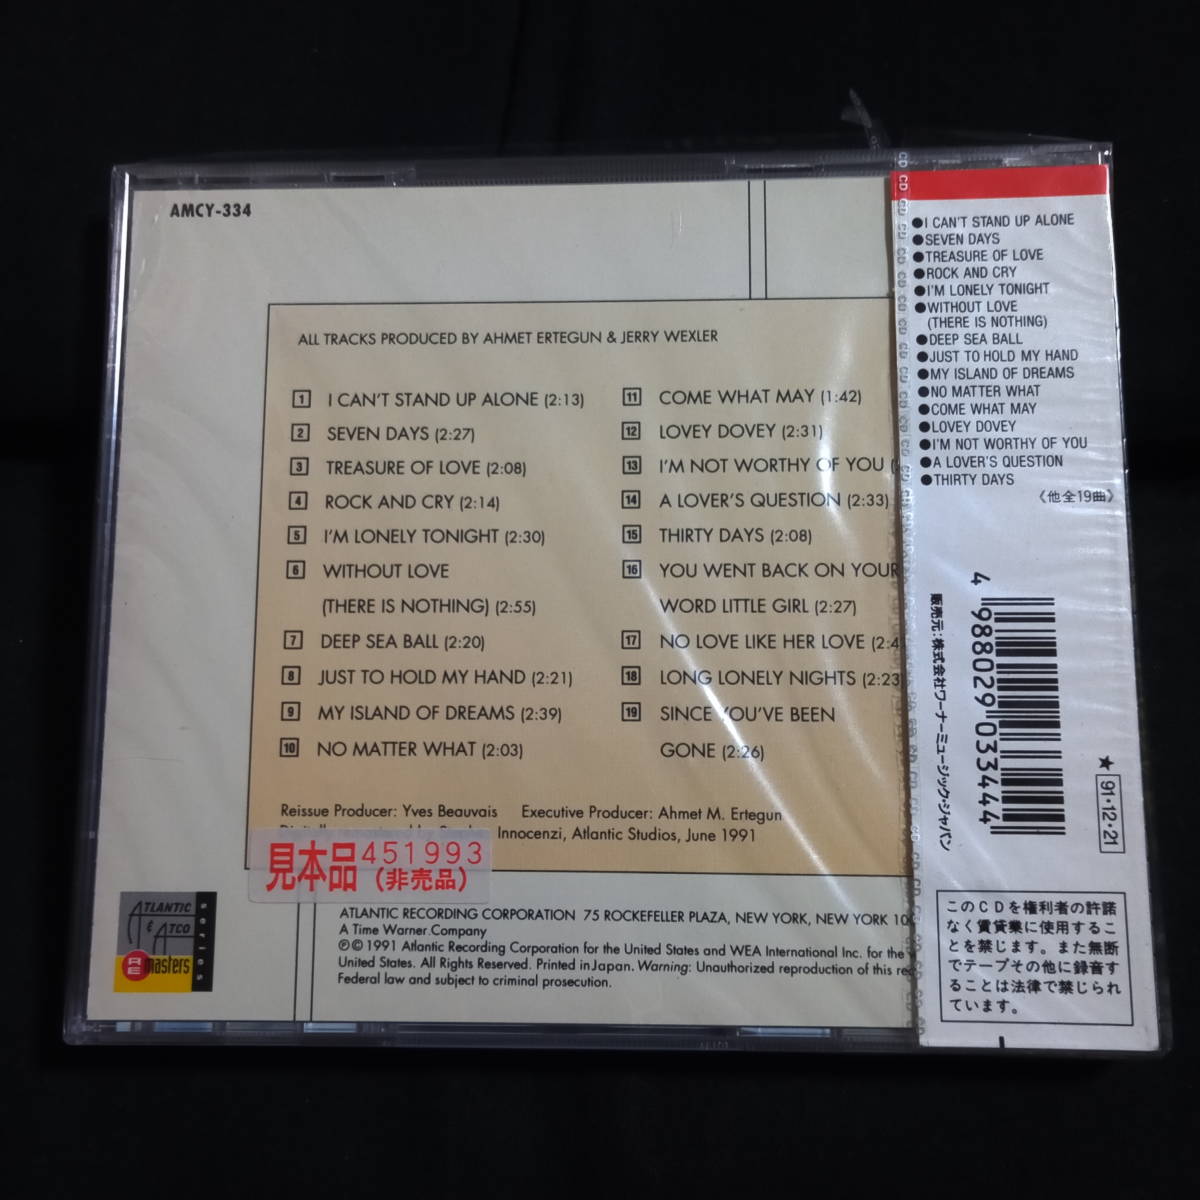 AMCY-334
ALL TRACKS PRODUCED BY AHMET ERTEGUN & JERRY WEXLER
1 I CAN'T STAND UP ALONE (2:13)
2 SEVEN DAYS (2:27)
3 TREASURE OF LOVE (2:08)
4 ROCK AND CRY (2:14)
5 I'M LONELY TONIGHT (2:30)
6 WITHOUT LOVE
(THERE IS NOTHING) (2:55)
7 DEEP SEA BALL (2:20)
8 JUST TO HOLD MY HAND (2:21)
9 MY ISLAND OF DREAMS (2:39)
10 NO MATTER WHAT (2:03)
11 COME WHAT MAY (1:42)
12 LOVEY DOVEY (2:31)
13 I'M NOT WORTHY OF YOU (
14 A LOVER'S QUESTION (2:33)
15 THIRTY DAYS (2:08)
16 YOU WENT BACK ON YOUR
WORD LITTLE GIRL (2:27)
17 NO LOVE LIKE HER LOVE (2:4
18 LONG LONELY NIGHTS (2:23
19 SINCE YOU'VE BEEN
GONE (2:26)
Reissue Producer: Yves Beauvais Executive Producer: Ahmet M. Ertegun
Innocenzi, Atlantic Studios, June 1991
見本品 451993
(非売品)
ATLANTIC
& ATCO
REmasters
series
ATLANTIC RECORDING CORPORATION 75 ROCKEFELLER PLAZA, NEW YORK, NEW YORK
A Time Warner Company
℗© 1991 Atlantic Recording Corporation for the United States and WEA International Inc. for the
United States. All Rights Reserved. Printed in Japan. Warning: Unauthorized reproduction of this
Federal law and subject to criminal prosecution.
●I CAN'T STAND UP ALONE
●SEVEN DAYS
●TREASURE OF LOVE
●ROCK AND CRY
●I'M LONELY TONIGHT
●WITHOUT LOVE
(THERE IS NOTHING)
●DEEP SEA BALL
●JUST TO HOLD MY HAND
●MY ISLAND OF DREAMS
●NO MATTER WHAT
●COME WHAT MAY
●LOVEY DOVEY
●I'M NOT WORTHY OF YOU
●A LOVER'S QUESTION
●THIRTY DAYS
《他全19曲》
4 988029 033444
販売元:株式会社ワーナーミュージック・ジャパン
★ 91・12・21
このCDを権利者の許諾
なく賃貸業に使用するこ
とを禁じます。また無断
でテープその他に録音す
ることは法律で禁じられ
ています。